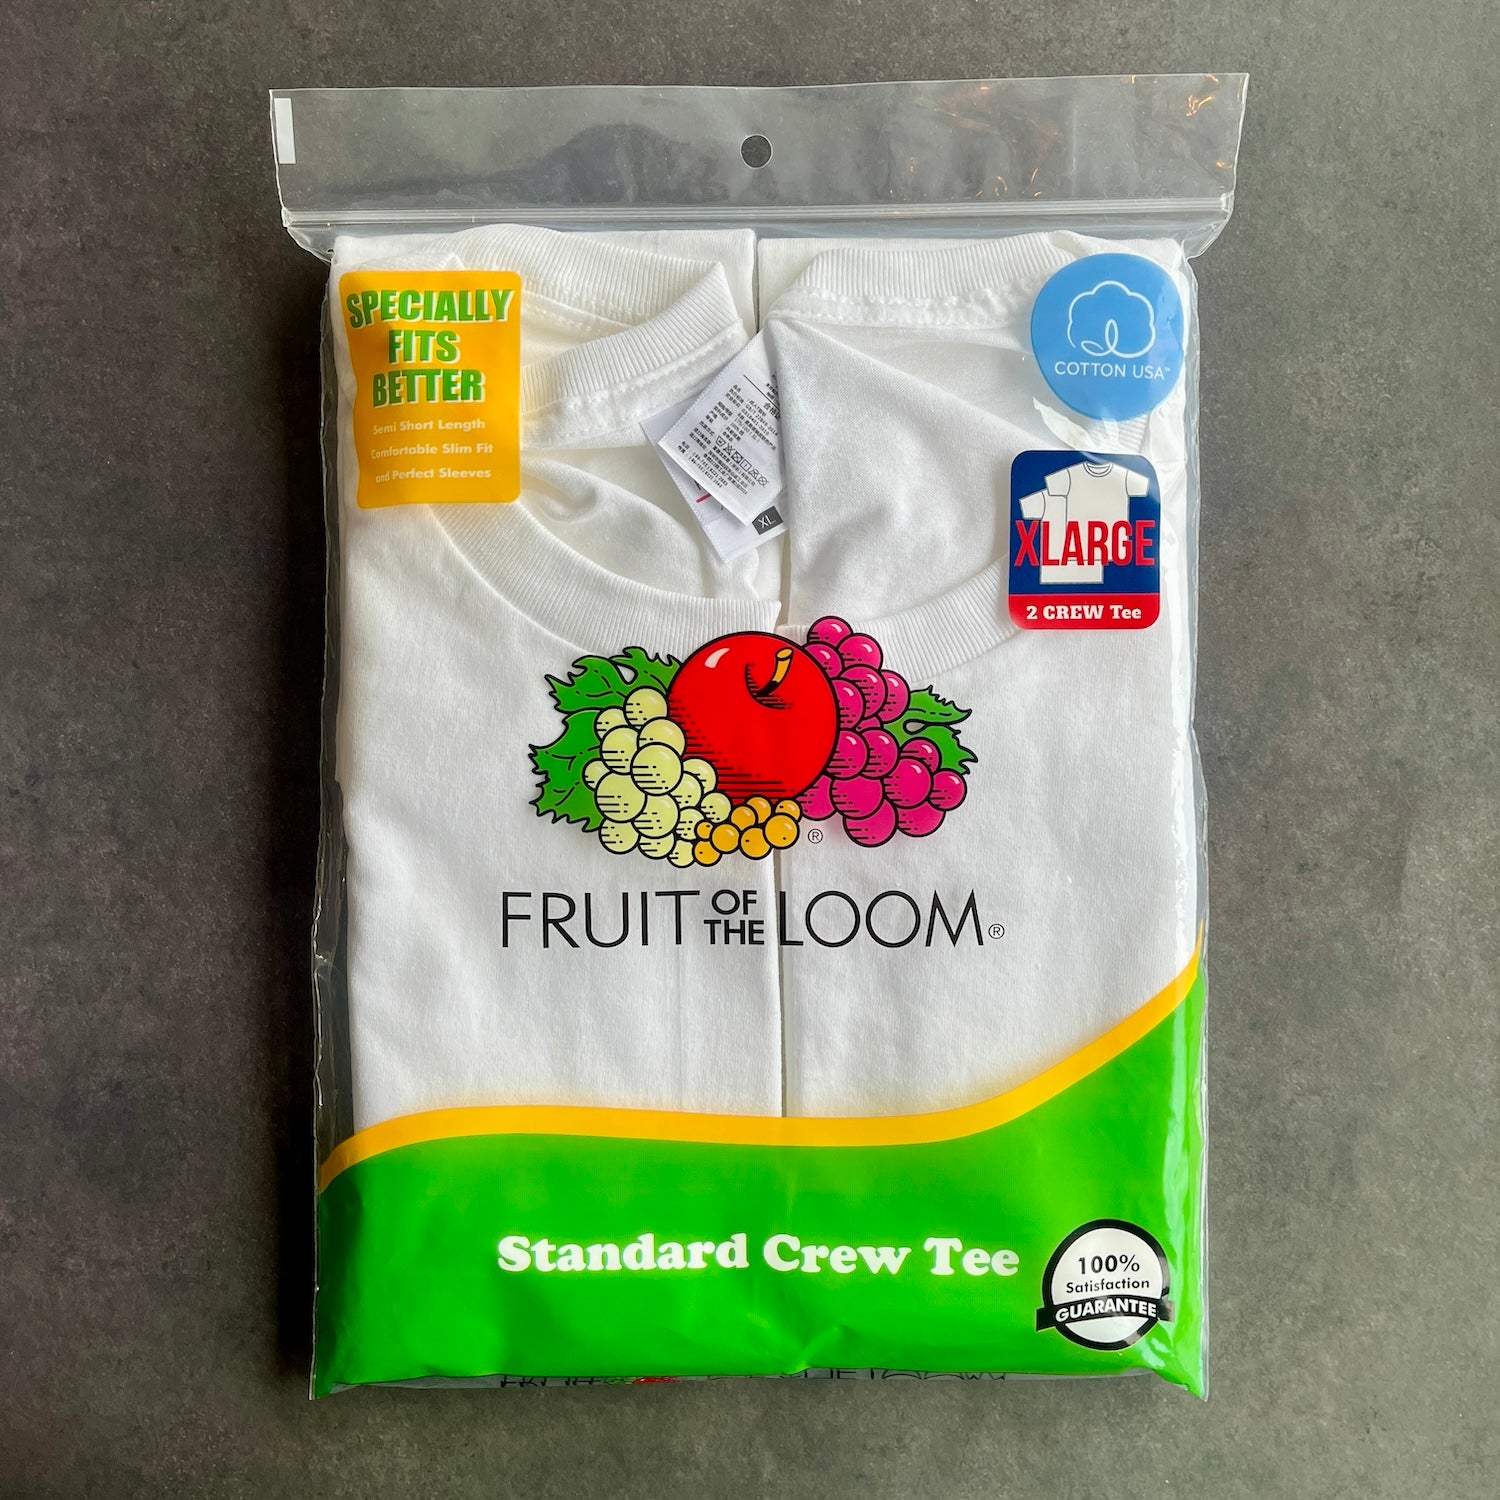 SPECIALLY
FITS
BETTER
Semi Short Length
Comfortable Slim Fit
and Perfect Sleeves
COTTON USA™
XL
XLARGE
2 CREW Tee
®
FRUIT OF THE LOOM®
Standard Crew Tee
100%
Satisfaction
GUARANTEE